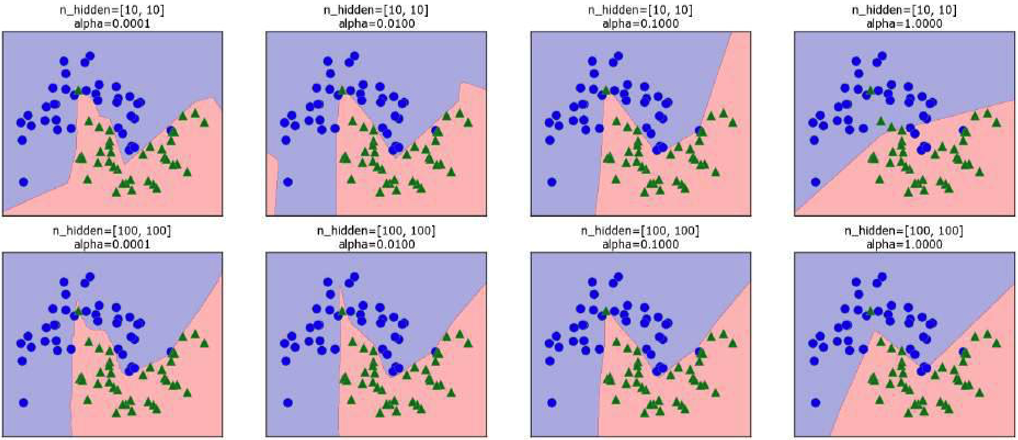 n_hidden=[10, 10]
alpha=0.0001
n_hidden=[10, 10]
alpha=0.0100
n_hidden=[10, 10]
alpha=0.1000
n_hidden=[10, 10]
alpha=1.0000
n_hidden=[100, 100]
alpha=0.0001
n_hidden=[100, 100]
alpha=0.0100
n_hidden=[100, 100]
alpha=0.1000
n_hidden=[100, 100]
alpha=1.0000